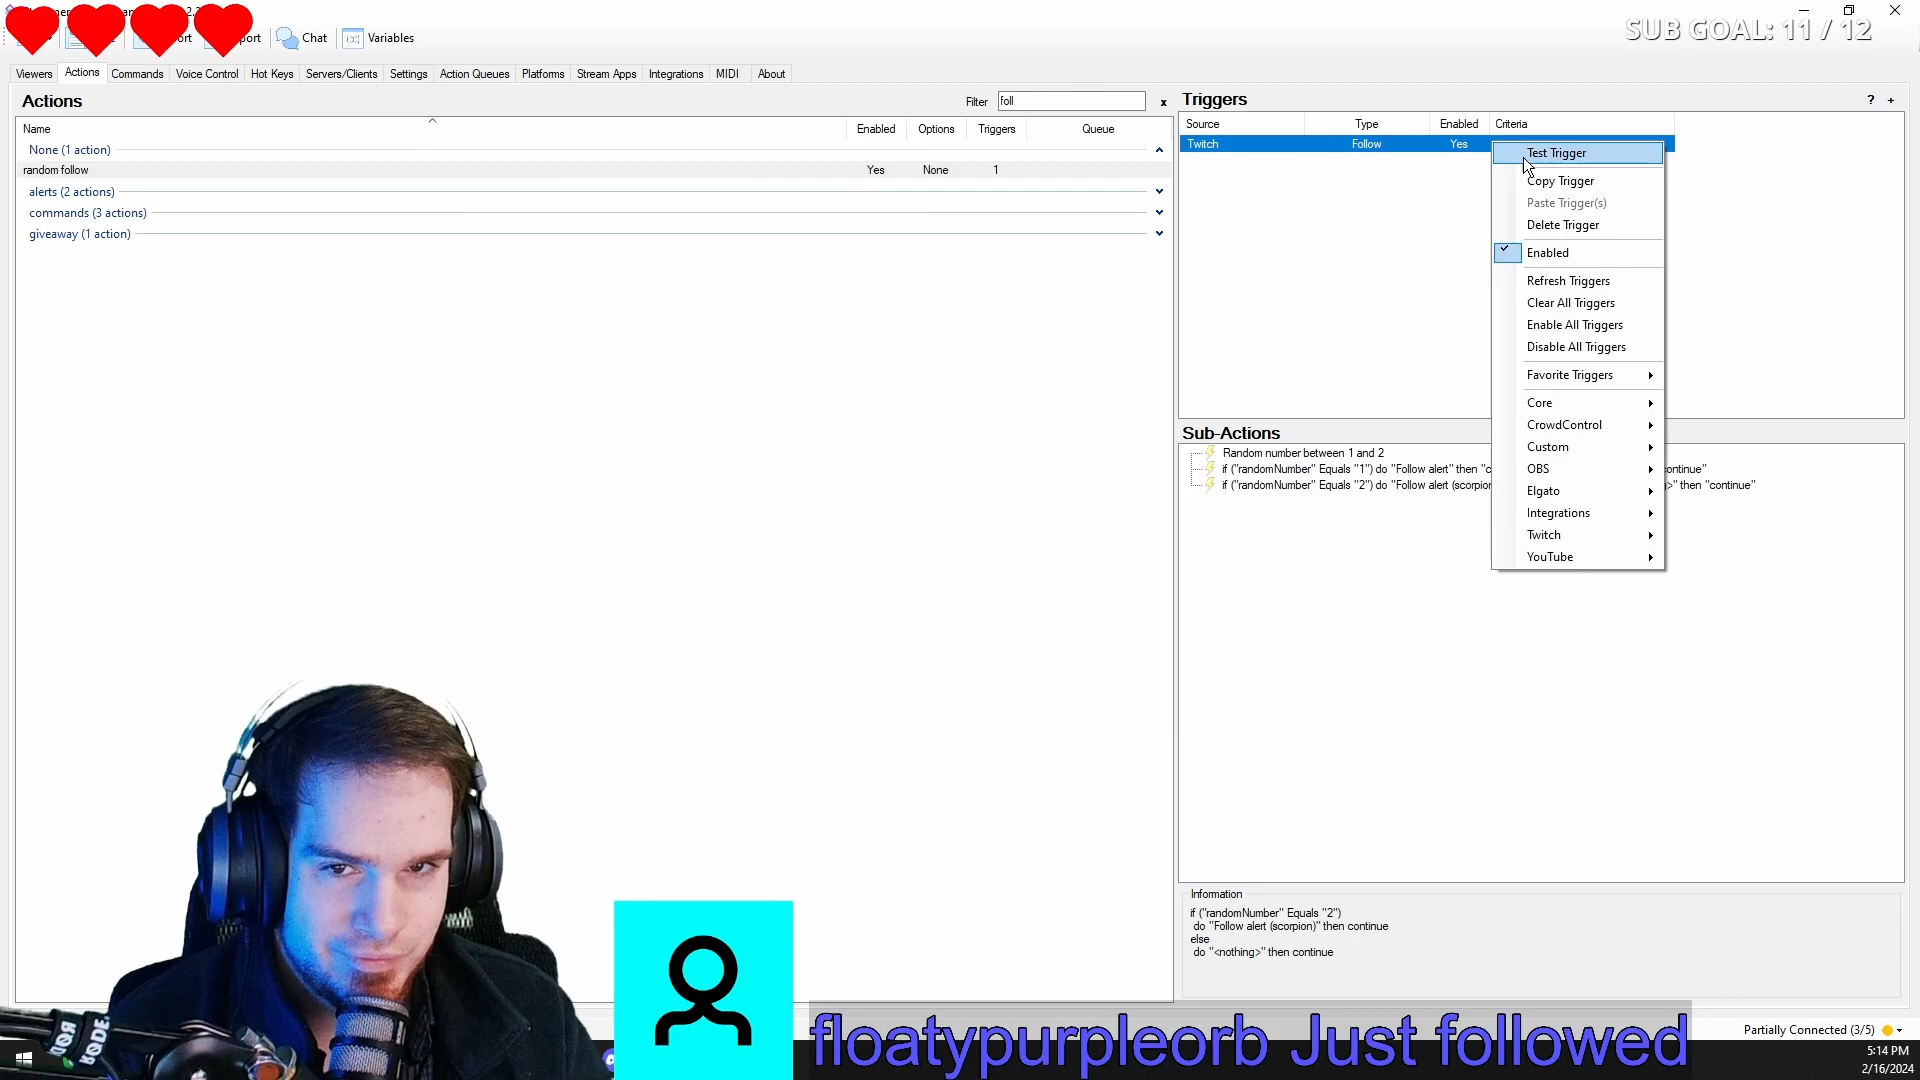 SUB GOAL: 11 / 12
Chat
Variables
Viewers Actions Commands Voice Control Hot Keys Servers/Clients Settings Action Queues Platforms Stream Apps Integrations MIDI About
Actions
Filter foll x
Name Enabled Options Triggers Queue
None (1 action)
random follow Yes None 1
alerts (2 actions)
commands (3 actions)
giveaway (1 action)
Triggers ? +
Source Type Enabled Criteria
Twitch Follow Yes
Test Trigger
Copy Trigger
Paste Trigger(s)
Delete Trigger
Enabled
Refresh Triggers
Clear All Triggers
Enable All Triggers
Disable All Triggers
Favorite Triggers
Core
CrowdControl
Custom
OBS
Elgato
Integrations
Twitch
YouTube
Sub-Actions
Random number between 1 and 2
if ("randomNumber" Equals "1") do "Follow alert" then "c ontinue"
if ("randomNumber" Equals "2") do "Follow alert (scorpion >" then "continue"
Information
if ("randomNumber" Equals "2")
do "Follow alert (scorpion)" then continue
else
do "<nothing>" then continue
RØDE
floatypurpleorb Just followed
Partially Connected (3/5)
5:14 PM
2/16/2024